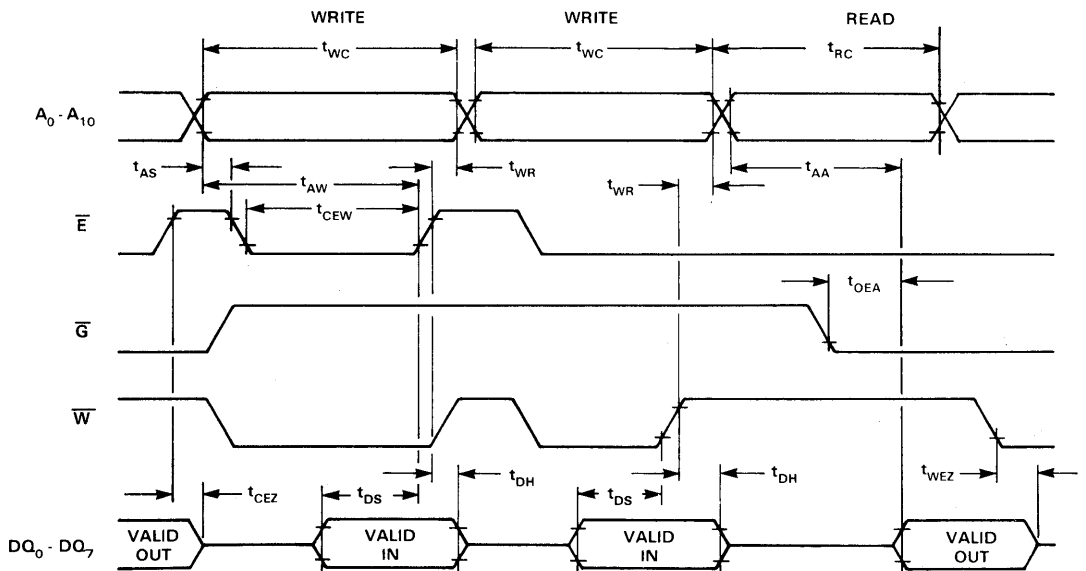 WRITE WRITE READ
tWC tWC tRC
A0 - A10
tAS tWR tAA
tAW tWR
tCEW
E̅
tOEA
G̅
W̅
tCEZ tDS tDH tDS tDH tWEZ
DQ0 - DQ7
VALID OUT VALID IN VALID IN VALID OUT